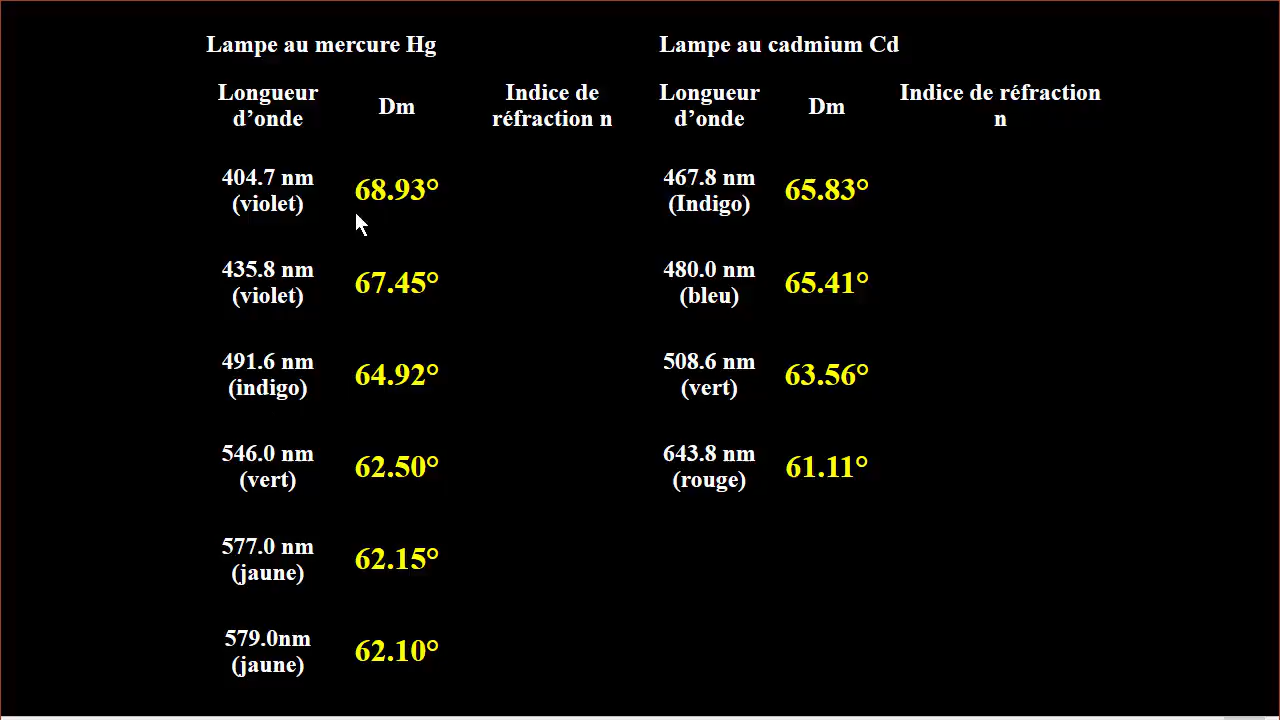 Lampe au mercure Hg
Longueur d’onde
Dm
Indice de réfraction n
404.7 nm (violet)
68.93°
435.8 nm (violet)
67.45°
491.6 nm (indigo)
64.92°
546.0 nm (vert)
62.50°
577.0 nm (jaune)
62.15°
579.0nm (jaune)
62.10°
Lampe au cadmium Cd
Longueur d’onde
Dm
Indice de réfraction n
467.8 nm (Indigo)
65.83°
480.0 nm (bleu)
65.41°
508.6 nm (vert)
63.56°
643.8 nm (rouge)
61.11°